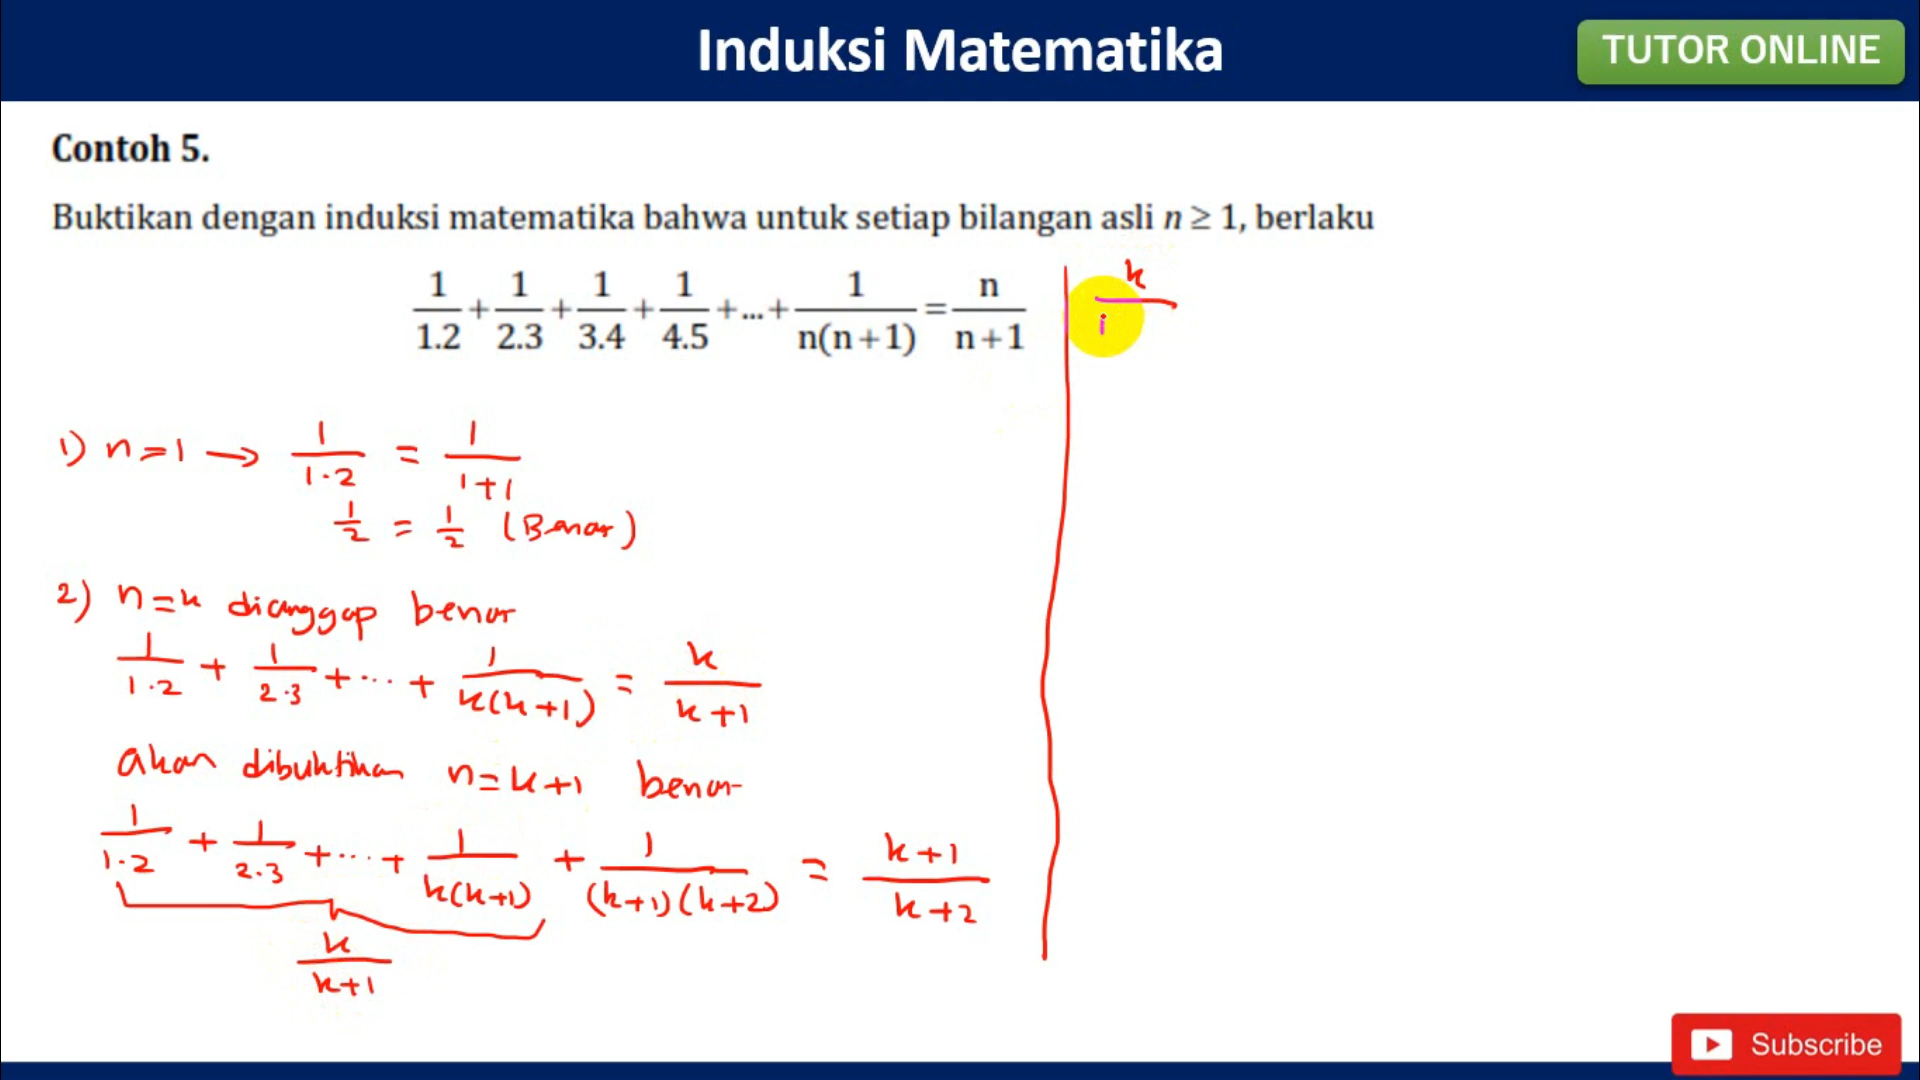 Induksi Matematika
TUTOR ONLINE
Contoh 5.
Buktikan dengan induksi matematika bahwa untuk setiap bilangan asli n ≥ 1, berlaku
1/1.2 + 1/2.3 + 1/3.4 + 1/4.5 + ... + 1/n(n+1) = n/n+1
1) n=1 → 1/1·2 = 1/1+1
1/2 = 1/2 (Benar)
2) n=k dianggap benar
1/1·2 + 1/2·3 + ··· + 1/k(k+1) = k/k+1
akan dibuktikan n=k+1 benar
1/1·2 + 1/2·3 + ··· + 1/k(k+1) + 1/(k+1)(k+2) = k+1/k+2
k/k+1
k
Subscribe